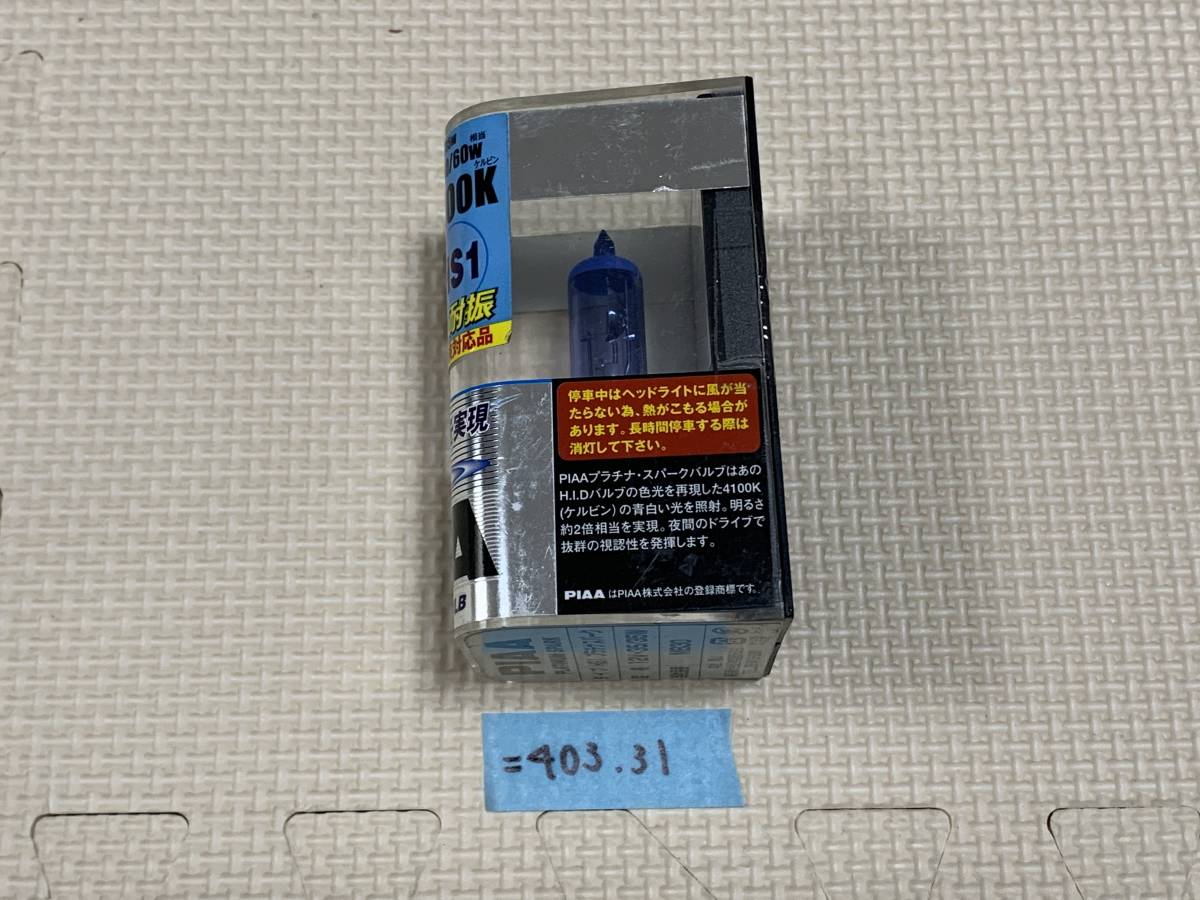 相当
/60w
ケルビン
00K
S1
耐振
対応品
実現
停車中はヘッドライトに風が当
たらない為、熱がこもる場合が
あります。長時間停車する際は
消灯して下さい。
PIAAプラチナ・スパークバルブはあの
H.I.Dバルブの色光を再現した4100K
(ケルビン)の青白い光を照射。明るさ
約2倍相当を実現。夜間のドライブで
抜群の視認性を発揮します。
PIAA はPIAA株式会社の登録商標です。
A
LB
PIAA
=403.31